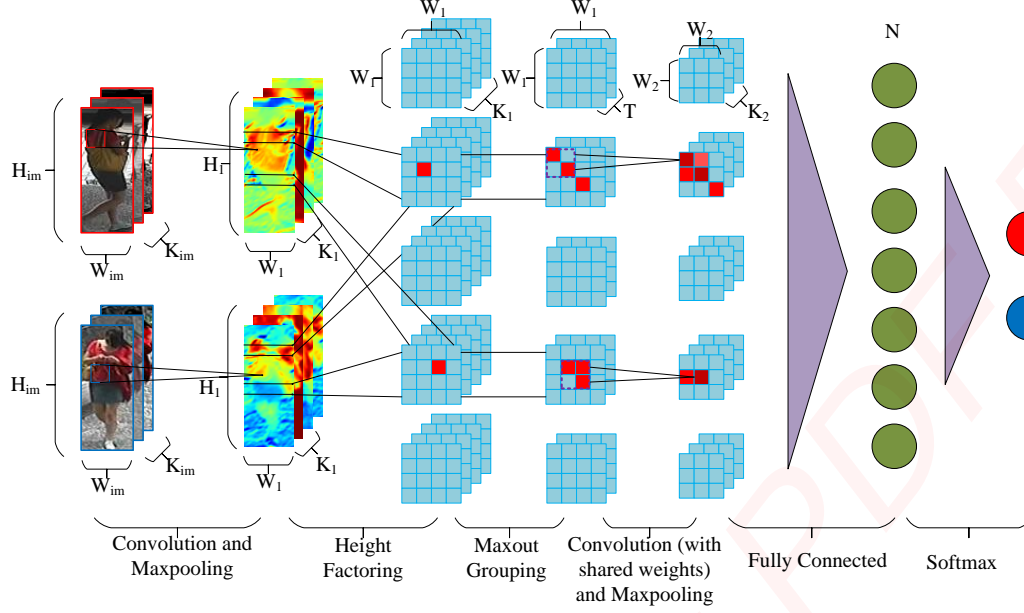 W₁
W₁
K₁
W₁
W₁
T
W₂
W₂
K₂
N
Hᵢₘ
Wᵢₘ
Kᵢₘ
H₁
W₁
K₁
Hᵢₘ
Wᵢₘ
Kᵢₘ
H₁
W₁
K₁
Convolution and
Maxpooling
Height
Factoring
Maxout
Grouping
Convolution (with
shared weights)
and Maxpooling
Fully Connected
Softmax
PDF